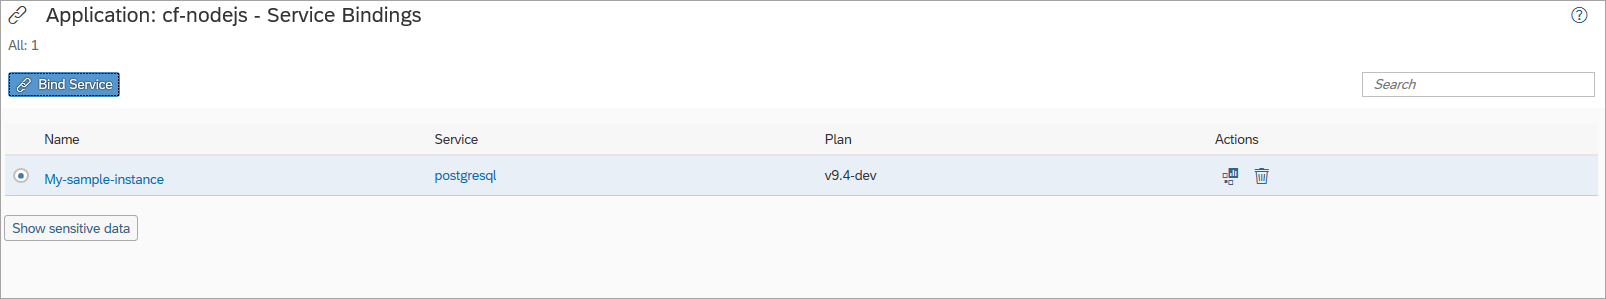 Application: cf-nodejs - Service Bindings
All: 1
Bind Service
Search
Name Service Plan Actions
My-sample-instance postgresql v9.4-dev
Show sensitive data